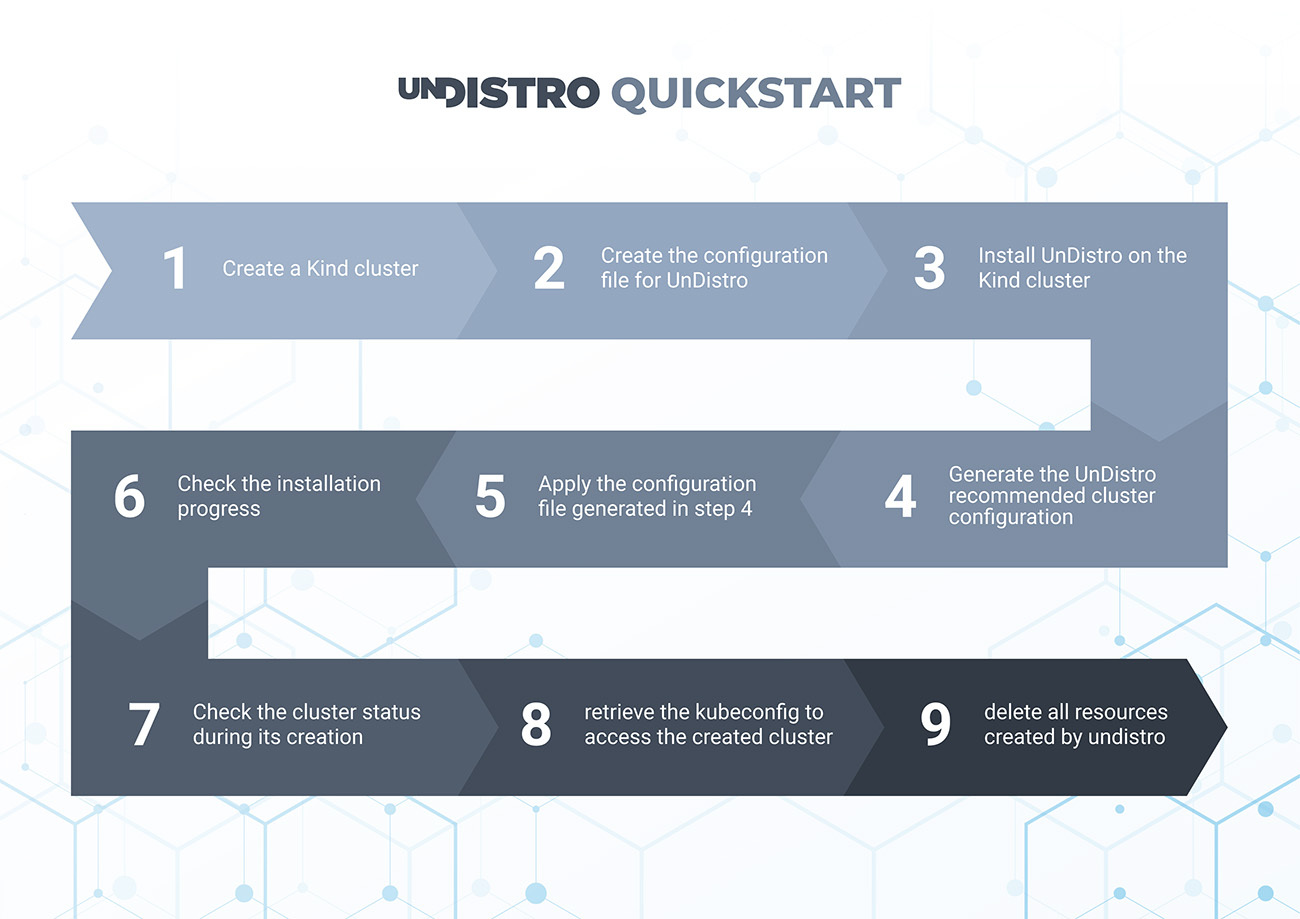 UNDISTRO QUICKSTART
1
Create a Kind cluster
2
Create the configuration
file for UnDistro
3
Install UnDistro on the
Kind cluster
4
Generate the UnDistro
recommended cluster
configuration
5
Apply the configuration
file generated in step 4
6
Check the installation
progress
7
Check the cluster status
during its creation
8
retrieve the kubeconfig to
access the created cluster
9
delete all resources
created by undistro